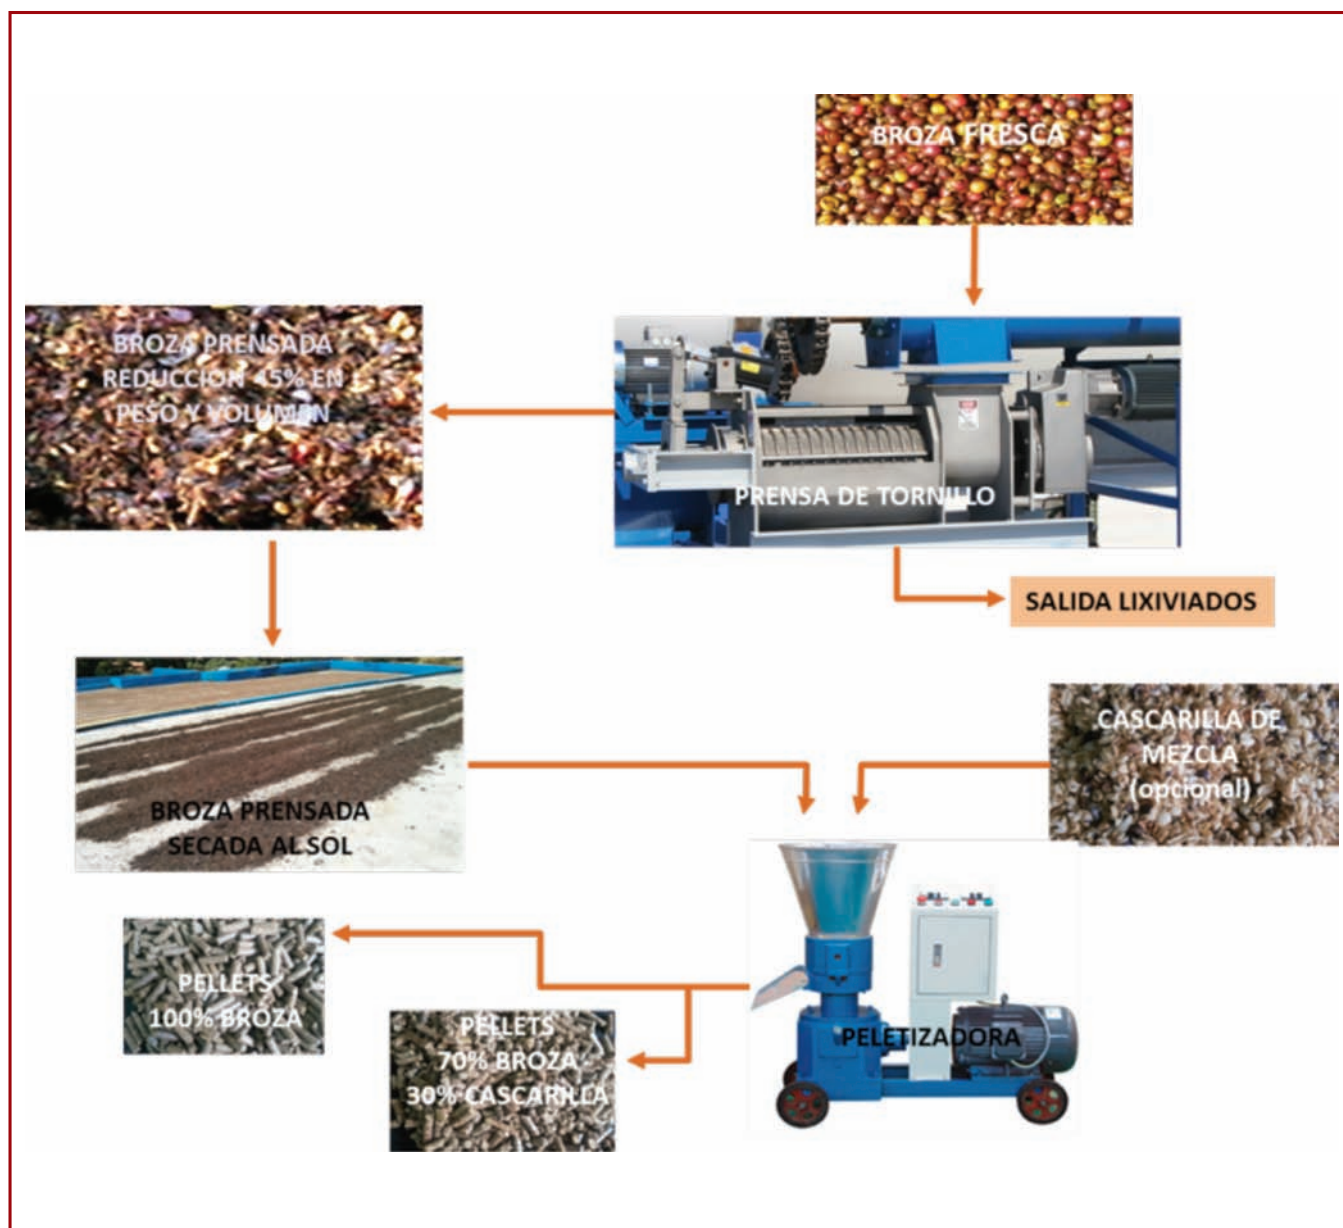 BROZA FRESCA
BROZA PRENSADA
REDUCCION 45% EN
PESO Y VOLUMEN
PRENSA DE TORNILLO
SALIDA LIXIVIADOS
BROZA PRENSADA
SECADA AL SOL
CASCARILLA DE
MEZCLA
(opcional)
PELLETS
100% BROZA
PELLETS
70% BROZA -
30% CASCARILLA
PELETIZADORA